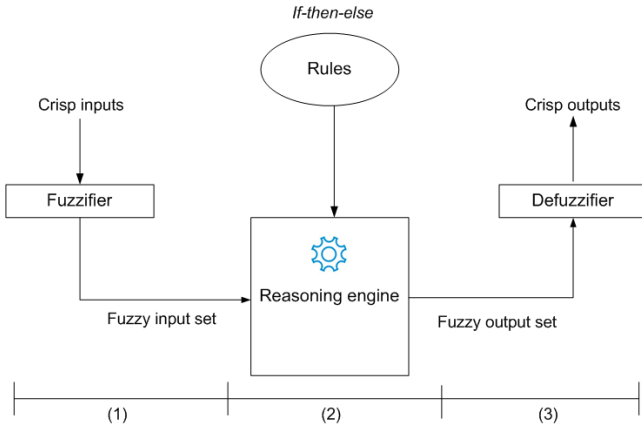 If-then-else
Rules
Crisp inputs
Crisp outputs
Fuzzifier
Defuzzifier
Reasoning engine
Fuzzy input set
Fuzzy output set
(1)
(2)
(3)